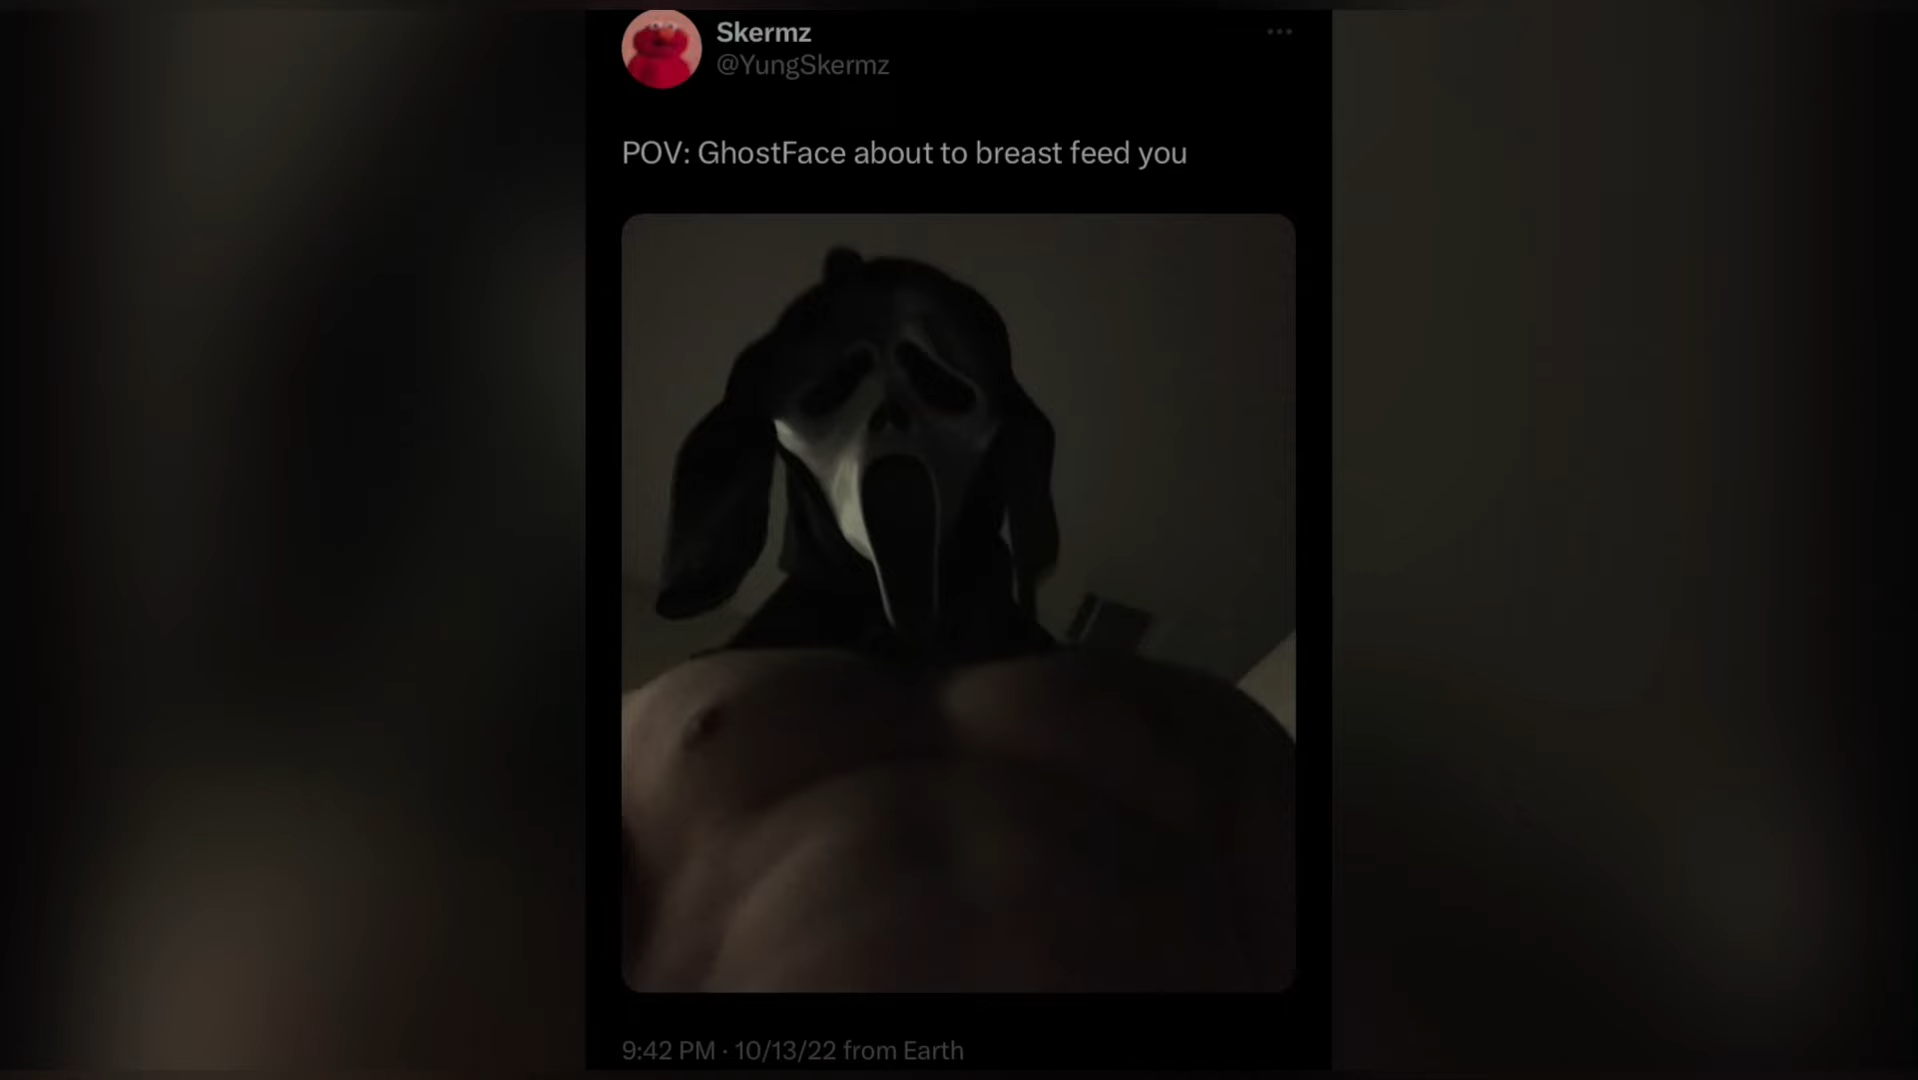 Skermz
@YungSkermz
POV: GhostFace about to breast feed you
9:42 PM · 10/13/22 from Earth